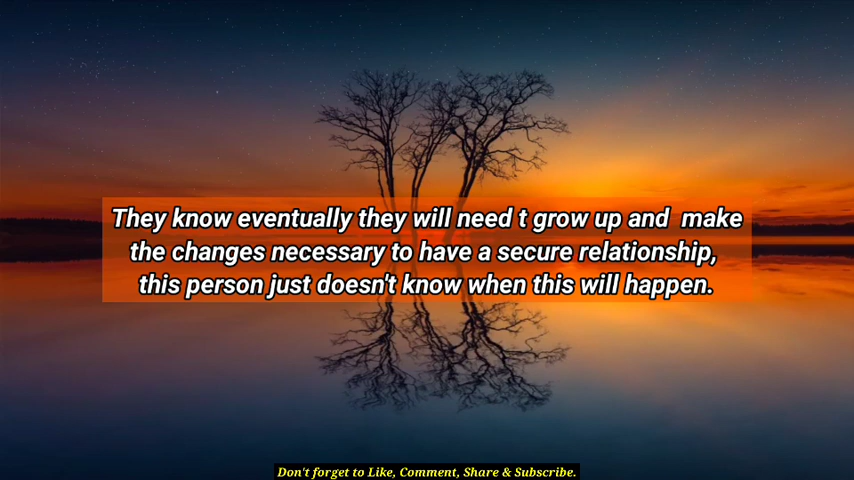 They know eventually they will need t grow up and  make
the changes necessary to have a secure relationship,
this person just doesn't know when this will happen.
Don't forget to Like, Comment, Share & Subscribe.